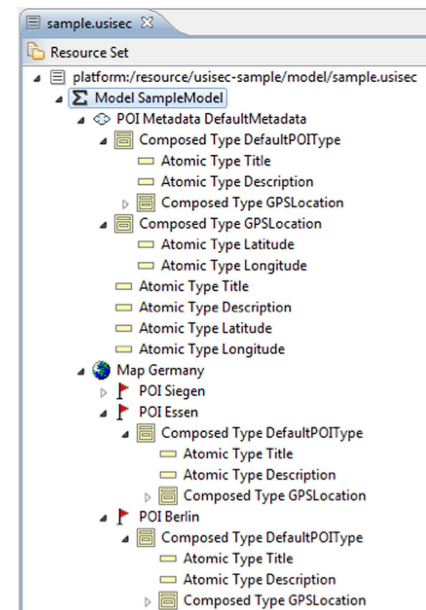 sample.usisec
Resource Set
platform:/resource/usisec-sample/model/sample.usisec
Model SampleModel
POI Metadata DefaultMetadata
Composed Type DefaultPOIType
Atomic Type Title
Atomic Type Description
Composed Type GPSLocation
Composed Type GPSLocation
Atomic Type Latitude
Atomic Type Longitude
Atomic Type Title
Atomic Type Description
Atomic Type Latitude
Atomic Type Longitude
Map Germany
POI Siegen
POI Essen
Composed Type DefaultPOIType
Atomic Type Title
Atomic Type Description
Composed Type GPSLocation
POI Berlin
Composed Type DefaultPOIType
Atomic Type Title
Atomic Type Description
Composed Type GPSLocation